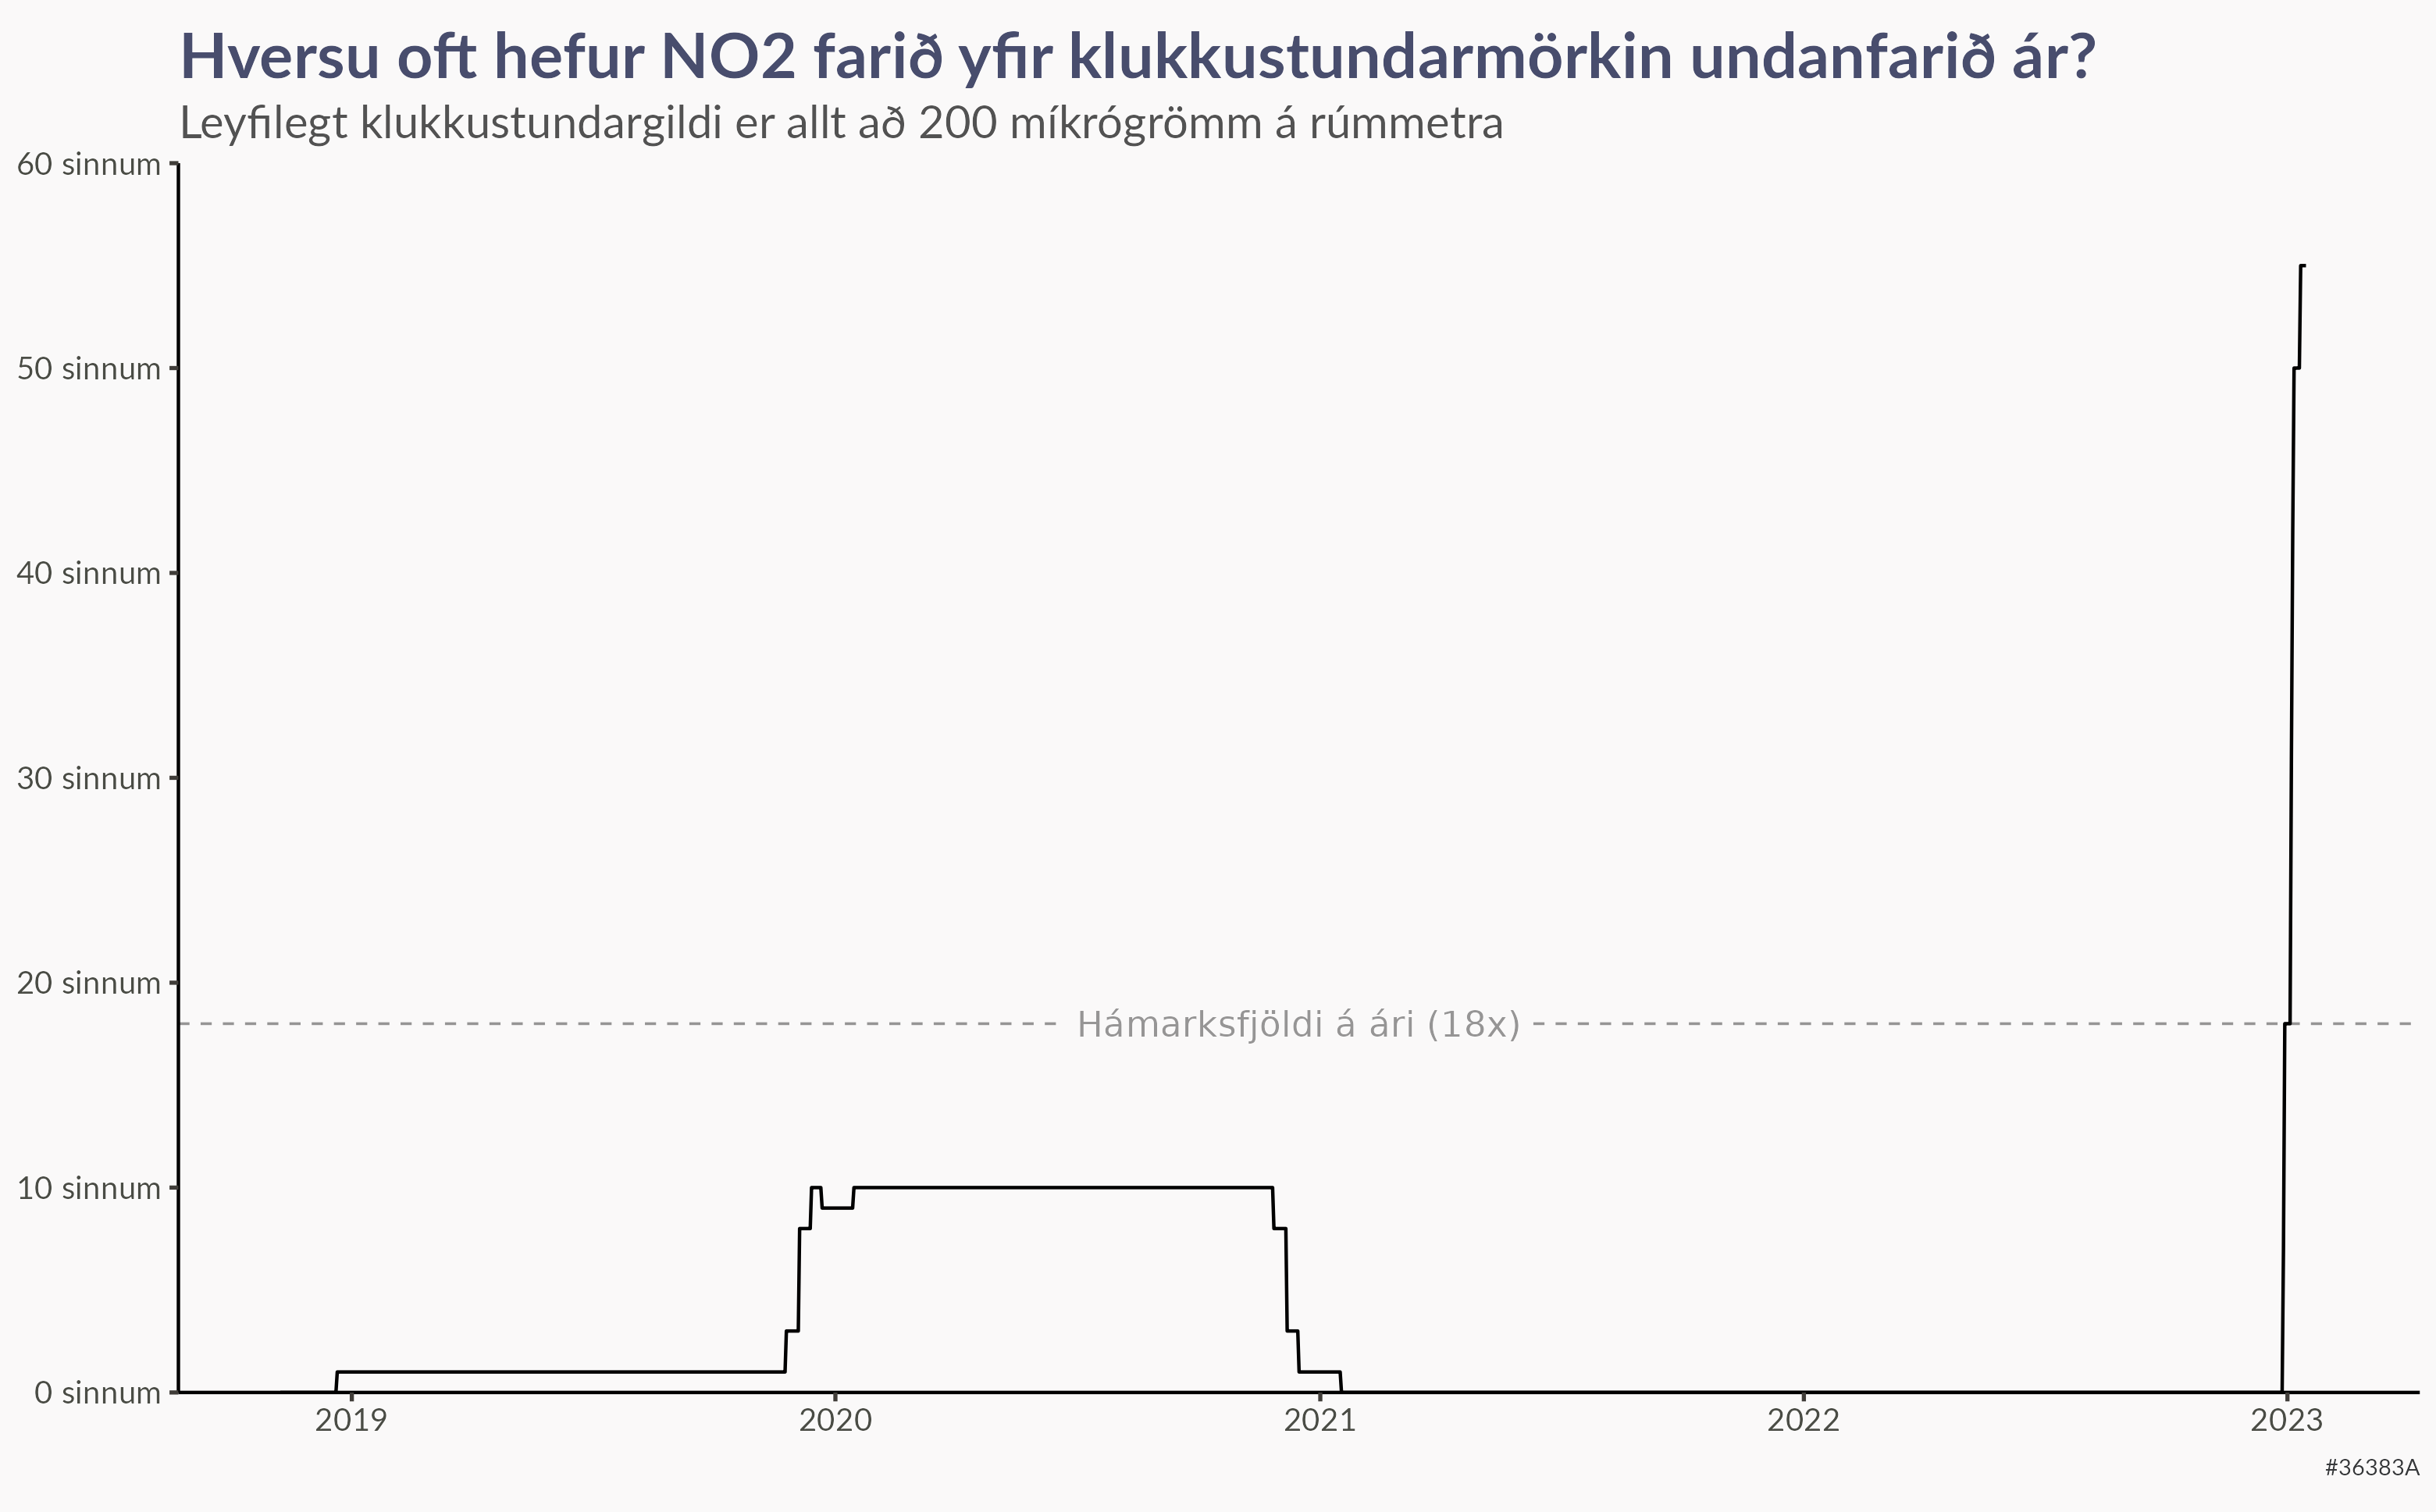 Hversu oft hefur NO2 farið yfir klukkustundarmörkin undanfarið ár?
Leyfilegt klukkustundargildi er allt að 200 míkrógrömm á rúmmetra
60 sinnum
50 sinnum
40 sinnum
30 sinnum
20 sinnum
Hámarksfjöldi á ári (18x)
10 sinnum
0 sinnum
2019
2020
2021
2022
2023
#36383A